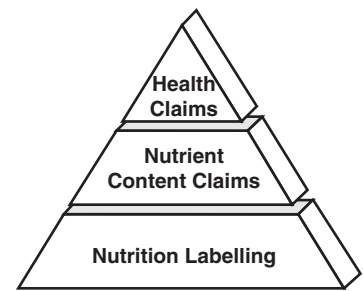 Health
Claims
Nutrient
Content Claims
Nutrition Labelling